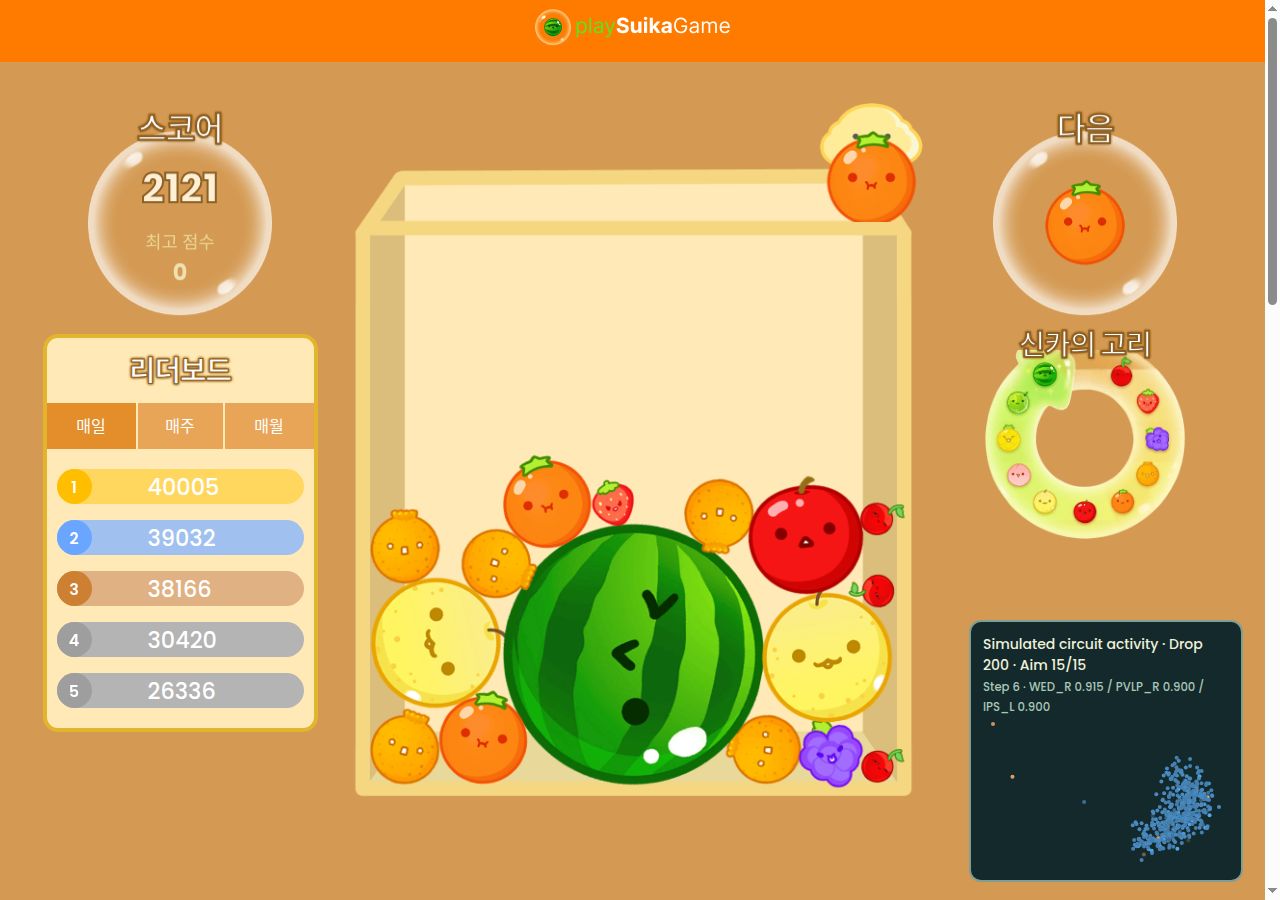 playSuikaGame
스코어
2121
최고 점수
0
다음
신카의 고리
리더보드
매일 매주 매월
1 40005
2 39032
3 38166
4 30420
5 26336
Simulated circuit activity · Drop
200 · Aim 15/15
Step 6 · WED_R 0.915 / PVLP_R 0.900 /
IPS_L 0.900